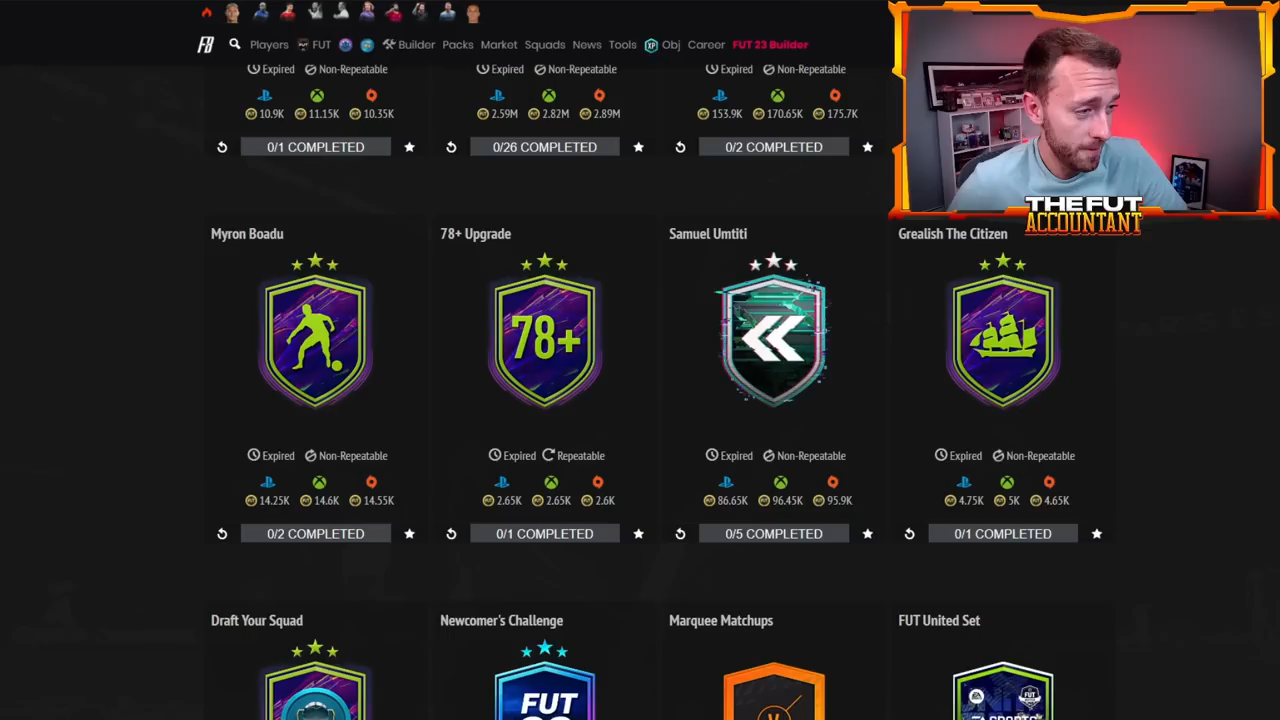 Players FUT Builder Packs Market Squads News Tools XP Obj Career FUT 23 Builder
Expired Non-Repeatable Expired Non-Repeatable Expired Non-Repeatable
10.9K 11.15K 10.35K 2.59M 2.82M 2.89M 153.9K 170.65K 175.7K
0/1 COMPLETED 0/26 COMPLETED 0/2 COMPLETED
THE FUT
ACCOUNTANT
Myron Boadu 78+ Upgrade Samuel Umtiti Grealish The Citizen
78+
Expired Non-Repeatable Expired Repeatable Expired Non-Repeatable Expired Non-Repeatable
14.25K 14.6K 14.55K 2.65K 2.65K 2.6K 86.65K 96.45K 95.9K 4.75K 5K 4.65K
0/2 COMPLETED 0/1 COMPLETED 0/5 COMPLETED 0/1 COMPLETED
Draft Your Squad Newcomer's Challenge Marquee Matchups FUT United Set
FUT